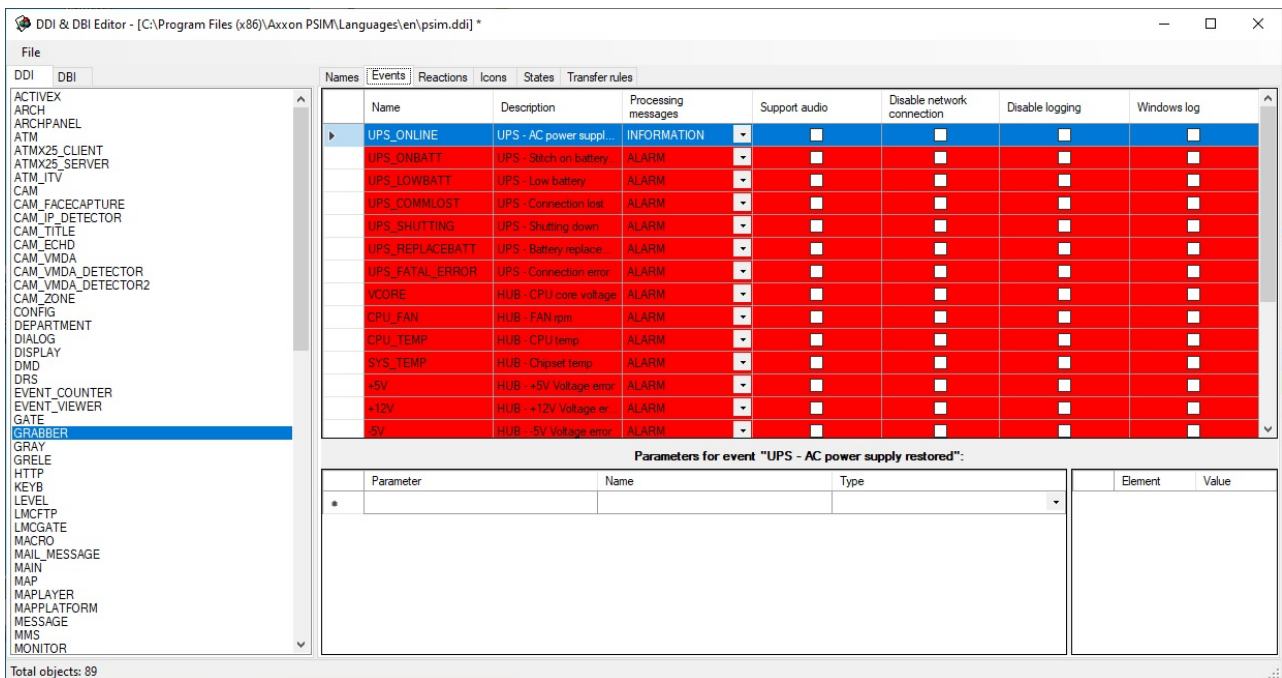 DDI & DBI Editor - [C:\Program Files (x86)\Axxon PSIM\Languages\en\psim.ddi] *
File
DDI DBI
Names Events Reactions Icons States Transfer rules
ACTIVEX
ARCH
ARCHPANEL
ATM
ATMX25_CLIENT
ATMX25_SERVER
ATM_ITV
CAM
CAM_FACECAPTURE
CAM_IP_DETECTOR
CAM_TITLE
CAM_ECHD
CAM_VMDA
CAM_VMDA_DETECTOR
CAM_VMDA_DETECTOR2
CAM_ZONE
CONFIG
DEPARTMENT
DIALOG
DISPLAY
DMD
DRS
EVENT_COUNTER
EVENT_VIEWER
GATE
GRABBER
GRAY
GRELE
HTTP
KEYB
LEVEL
LMCFTP
LMCGATE
MACRO
MAIL_MESSAGE
MAIN
MAP
MAPLAYER
MAPPLATFORM
MESSAGE
MMS
MONITOR
Name Description Processing messages Support audio Disable network connection Disable logging Windows log
UPS_ONLINE UPS - AC power suppl... INFORMATION
UPS_ONBATT UPS - Stitch on battery... ALARM
UPS_LOWBATT UPS - Low battery ALARM
UPS_COMMLOST UPS - Connection lost ALARM
UPS_SHUTTING UPS - Shutting down ALARM
UPS_REPLACEBATT UPS - Battery replace... ALARM
UPS_FATAL_ERROR UPS - Connection error ALARM
VCORE HUB - CPU core voltage ALARM
CPU_FAN HUB - FAN rpm ALARM
CPU_TEMP HUB - CPU temp ALARM
SYS_TEMP HUB - Chipset temp ALARM
+5V HUB - +5V Voltage error ALARM
+12V HUB - +12V Voltage er... ALARM
-5V HUB - -5V Voltage error ALARM
Parameters for event "UPS - AC power supply restored":
Parameter Name Type
Element Value
Total objects: 89